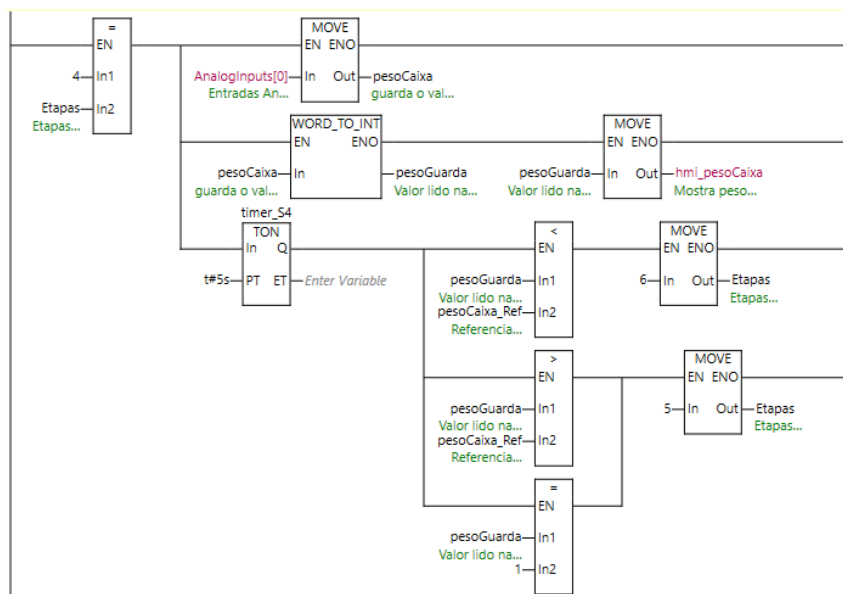 = MOVE
EN EN ENO
4 In1 AnalogInputs[0] In Out pesoCaixa
Entradas An... guarda o val...
Etapas In2
Etapas...
WORD_TO_INT MOVE
EN ENO EN ENO
pesoCaixa In pesoGuarda pesoGuarda In Out hmi_pesoCaixa
guarda o val... Valor lido na... Valor lido na... Mostra peso...
timer_S4
TON < MOVE
In Q EN EN ENO
t#5s PT ET Enter Variable pesoGuarda In1 6 In Out Etapas
Valor lido na... Etapas...
pesoCaixa_Ref In2
Referencia...
> MOVE
EN EN ENO
pesoGuarda In1 5 In Out Etapas
Valor lido na... Etapas...
pesoCaixa_Ref In2
Referencia...
=
EN
pesoGuarda In1
Valor lido na...
1 In2